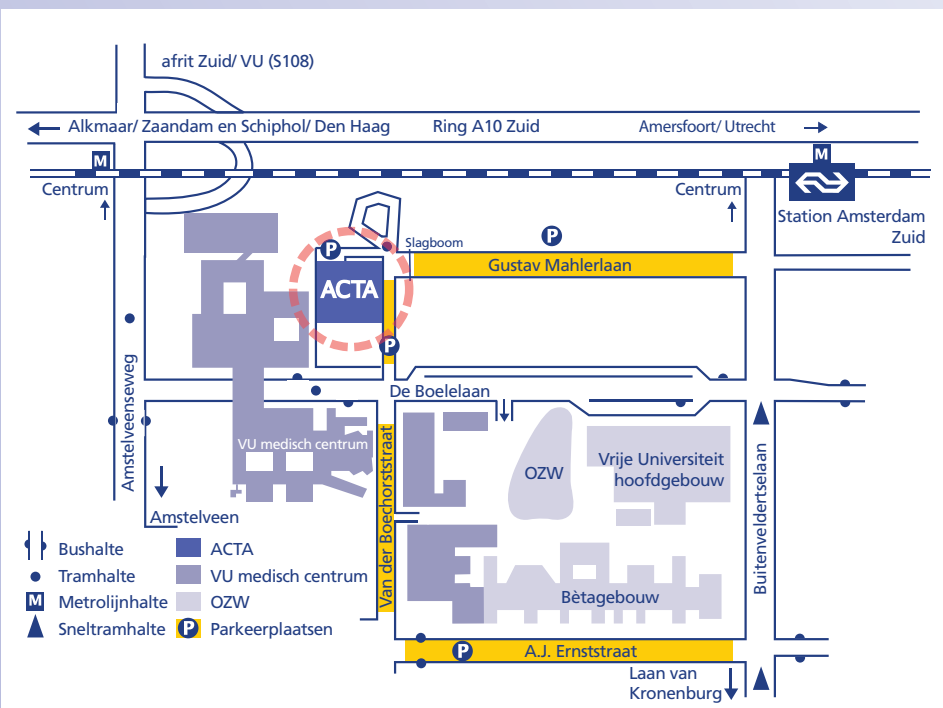 afrit Zuid/ VU (S108)
Alkmaar/ Zaandam en Schiphol/ Den Haag
Ring A10 Zuid
Amersfoort/ Utrecht
M
M
Centrum
Centrum
Station Amsterdam
Zuid
P
Slagboom
P
Gustav Mahlerlaan
ACTA
P
De Boelelaan
Amstelveenseweg
VU medisch centrum
Van der Boechorststraat
OZW
Vrije Universiteit
hoofdgebouw
Buitenveldertselaan
Amstelveen
Bètagebouw
Bushalte
ACTA
Tramhalte
VU medisch centrum
M Metrolijnhalte
OZW
Sneltramhalte
P Parkeerplaatsen
P
A.J. Ernststraat
Laan van
Kronenburg